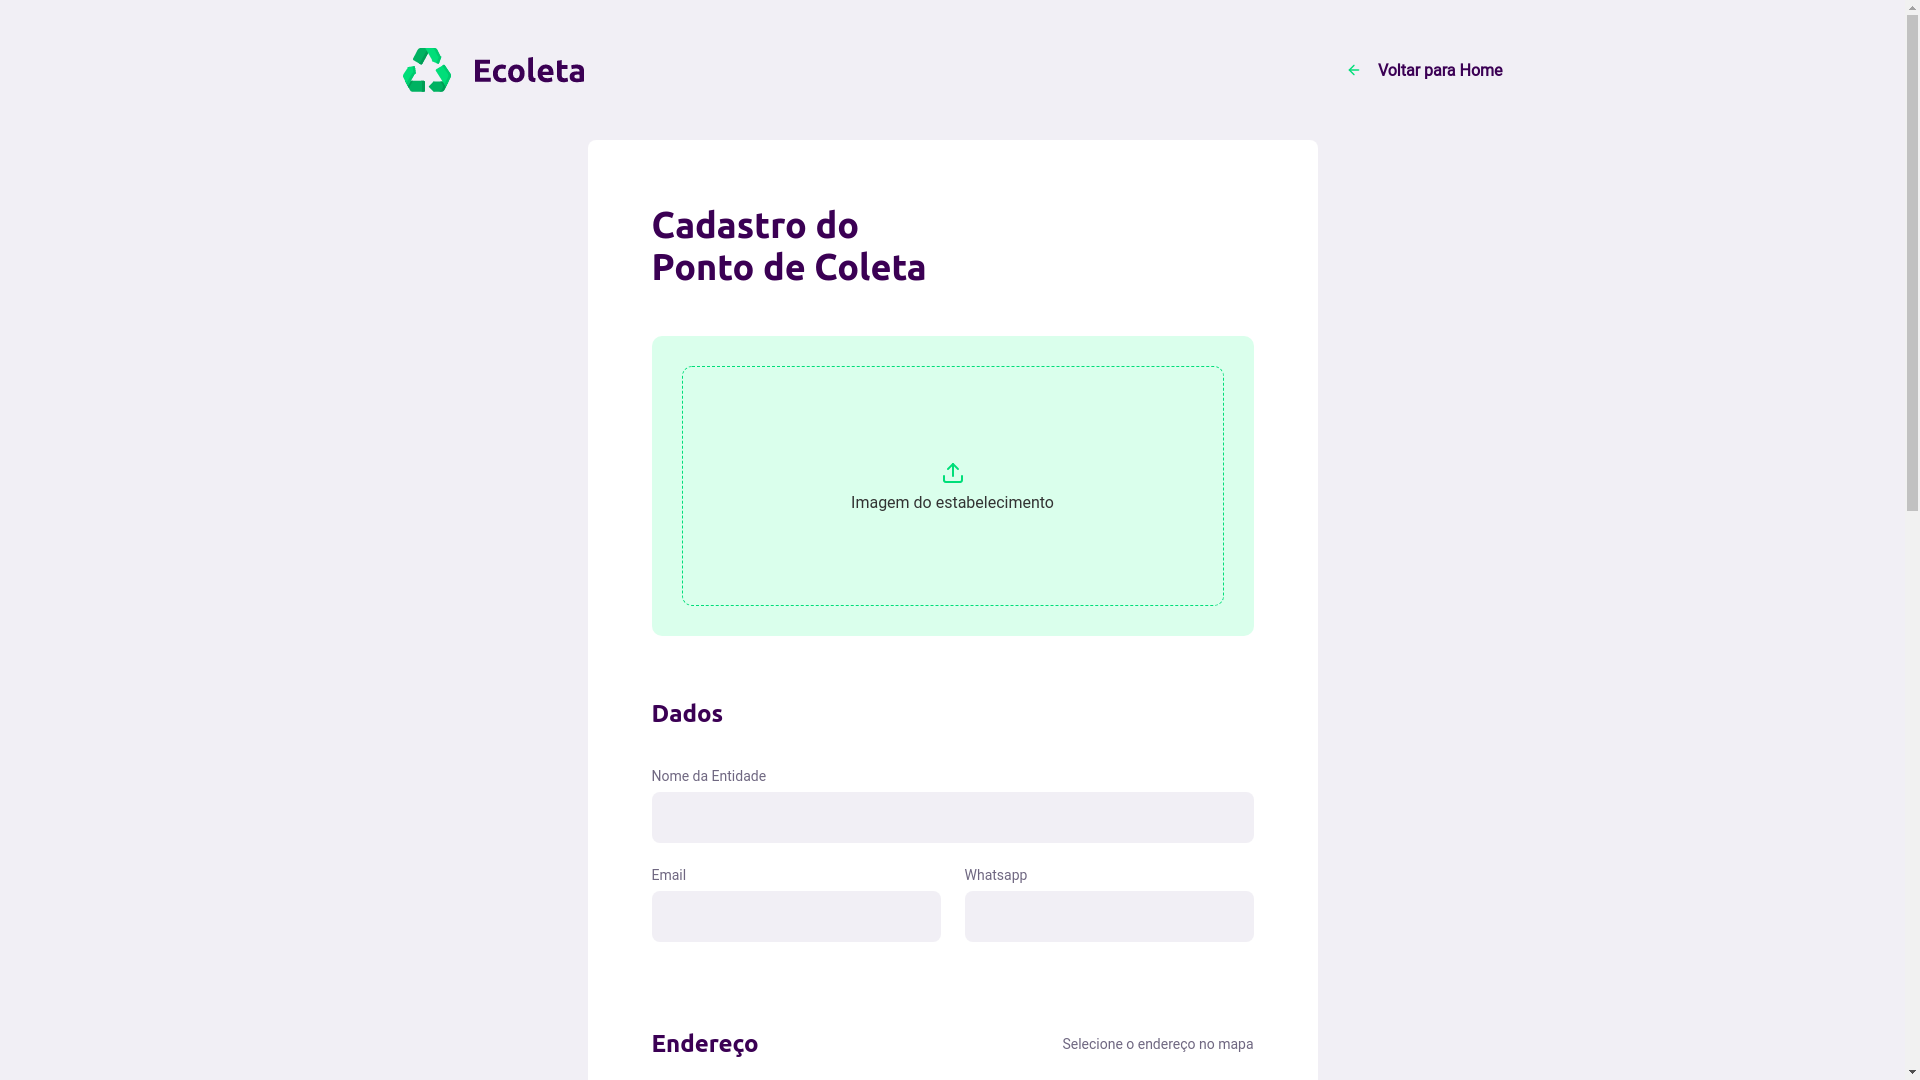 Ecoleta
Voltar para Home
Cadastro do
Ponto de Coleta
Imagem do estabelecimento
Dados
Nome da Entidade
Email
Whatsapp
Endereço
Selecione o endereço no mapa